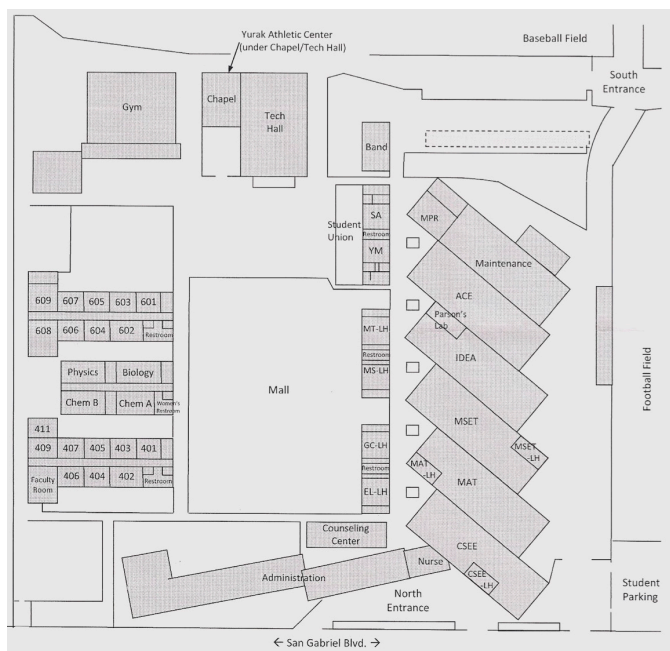 Yurak Athletic Center
(under Chapel/Tech Hall)
Baseball Field
South
Entrance
Gym
Chapel
Tech
Hall
Band
Student
Union
SA
Restroom
YM
MPR
Maintenance
ACE
Parson's
Lab
IDEA
MSET
MSET
-LH
MAT
-LH
MAT
CSEE
CSEE
-LH
Football Field
609
607
605
603
601
608
606
604
602
Restroom
Physics
Biology
Chem B
Chem A
Women's
Restroom
411
409
407
405
403
401
Faculty
Room
406
404
402
Restroom
Mall
MT-LH
Restroom
MS-LH
GC-LH
Restroom
EL-LH
Counseling
Center
Administration
Nurse
North
Entrance
Student
Parking
← San Gabriel Blvd. →